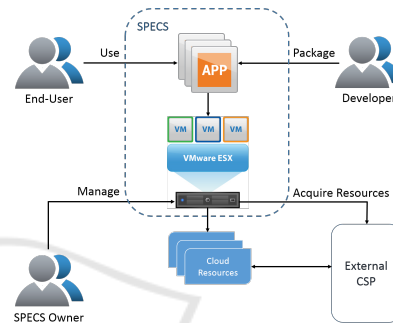 SPECS
Use
Package
APP
End-User
Developer
VM
VM
VM
VMware ESX
Manage
Acquire Resources
Cloud
Resources
External
CSP
SPECS Owner